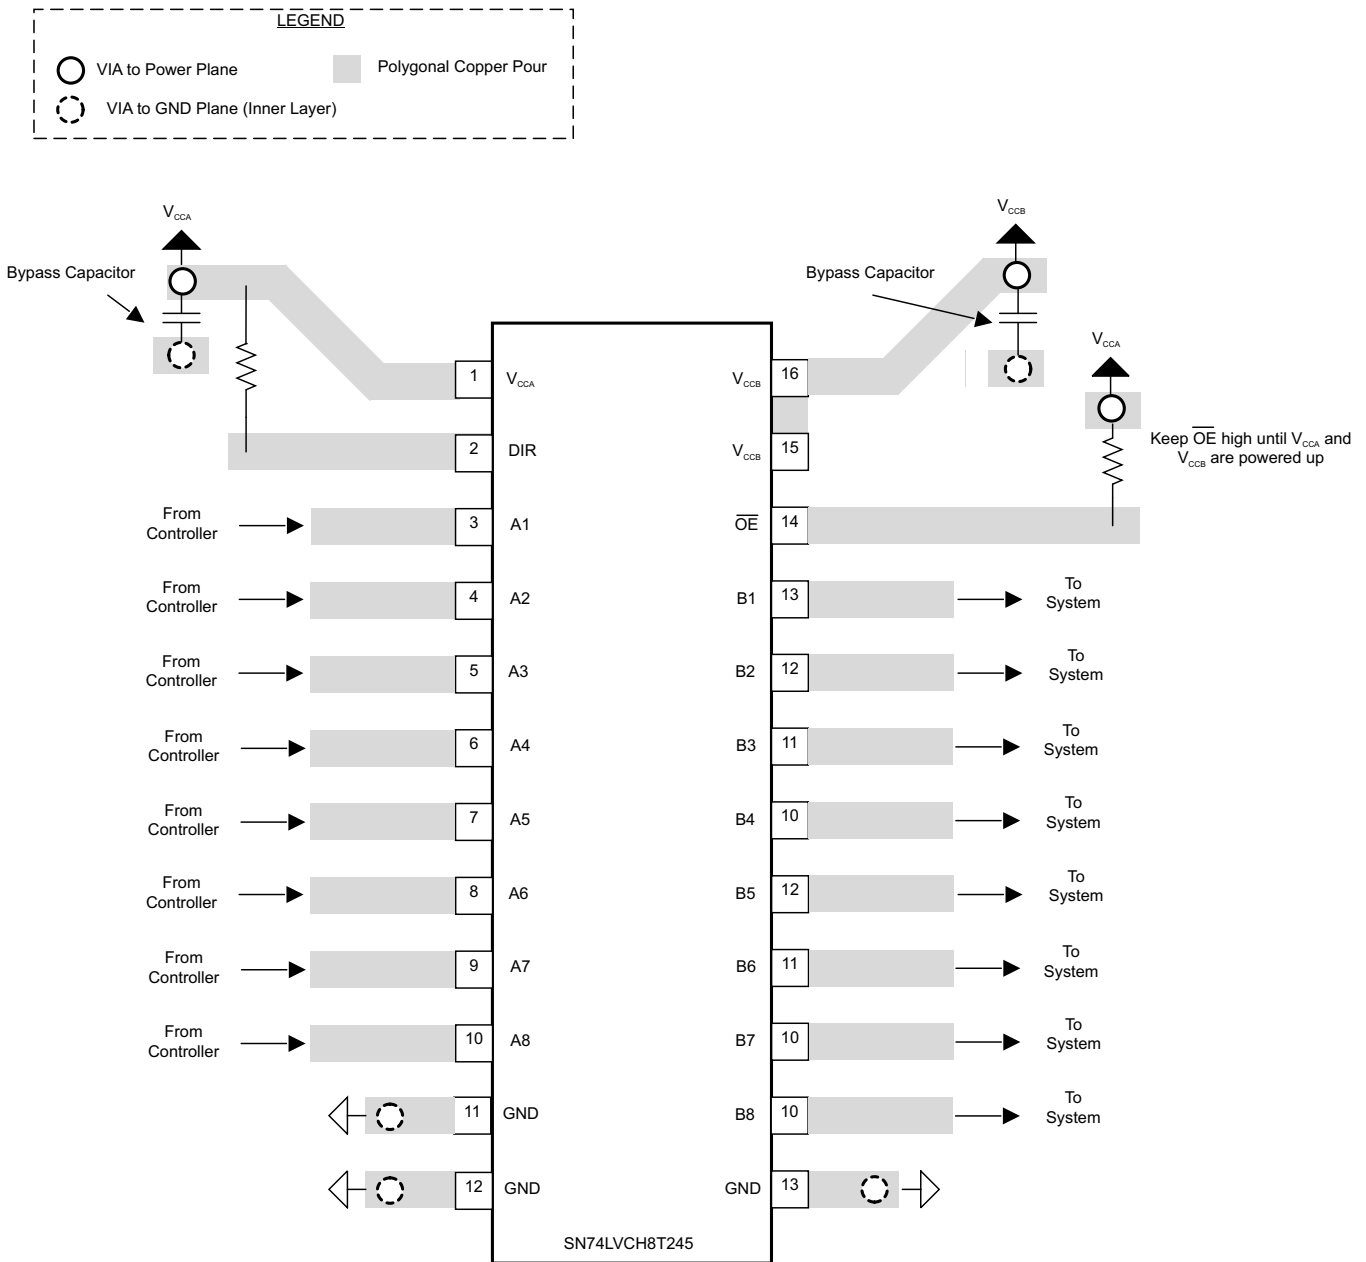 LEGEND
VIA to Power Plane
Polygonal Copper Pour
VIA to GND Plane (Inner Layer)
VCCA
VCCB
Bypass Capacitor
Bypass Capacitor
VCCA
Keep O̅E̅ high until VCCA and
VCCB are powered up
1 VCCA
VCCB 16
2 DIR
VCCB 15
From
Controller
3 A1
O̅E̅ 14
From
Controller
4 A2
B1 13
To
System
From
Controller
5 A3
B2 12
To
System
From
Controller
6 A4
B3 11
To
System
From
Controller
7 A5
B4 10
To
System
From
Controller
8 A6
B5 12
To
System
From
Controller
9 A7
B6 11
To
System
From
Controller
10 A8
B7 10
To
System
11 GND
B8 10
To
System
12 GND
GND 13
SN74LVCH8T245